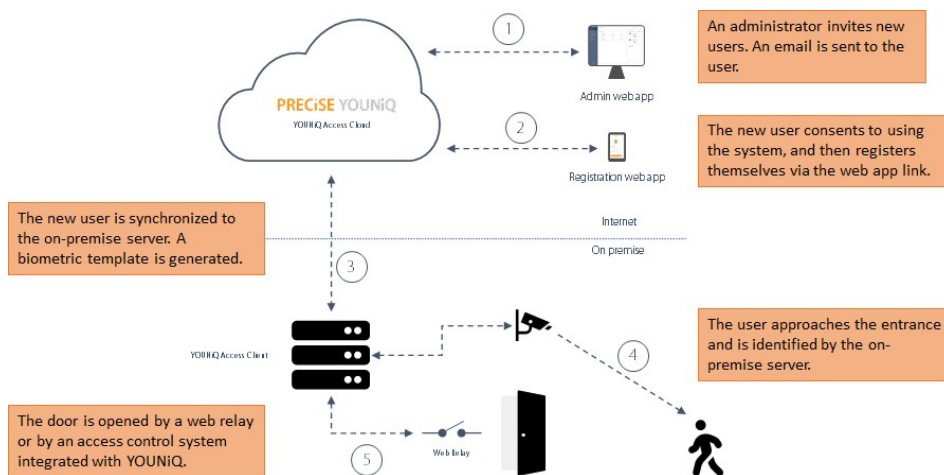 1
An administrator invites new
users. An email is sent to the
user.
PRECISE YOUNiQ
YOUNiQ Access Cloud
Admin web app
2
The new user consents to using
the system, and then registers
themselves via the web app link.
Registration web app
The new user is synchronized to
the on-premise server. A
biometric template is generated.
Internet
On premise
3
YOUNiQ Access Client
4
The user approaches the entrance
and is identified by the on-
premise server.
The door is opened by a web relay
or by an access control system
integrated with YOUNiQ.
Web Relay
5